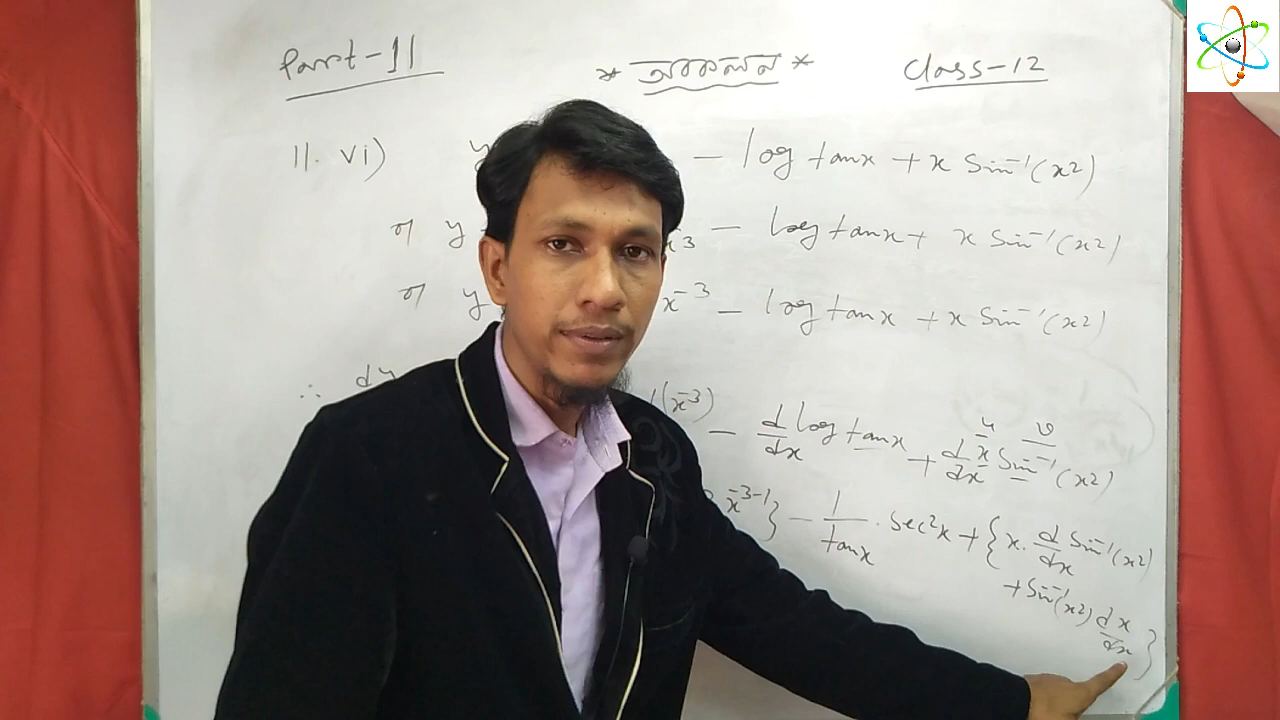 Part-11 * অবকলন * Class-12
11. vi) y - log tanx + x Sin⁻¹(x²)
বা y x³ - log tanx + x Sin⁻¹(x²)
বা y x⁻³ - log tanx + x Sin⁻¹(x²)
∴ dy (x⁻³) - d/dx log tanx + d/dx x Sin⁻¹(x²)
u v
x⁻³⁻¹} - 1/tanx . Sec²x + {x. d/dx Sin⁻¹(x²)
+ Sin⁻¹(x²) dx/dx }